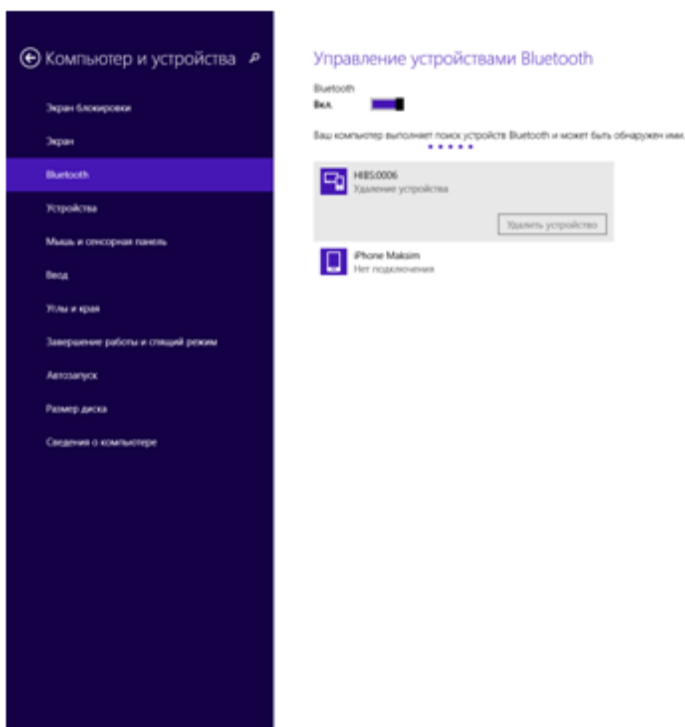 Компьютер и устройства
Экран блокировки
Экран
Bluetooth
Устройства
Мышь и сенсорная панель
Ввод
Углы и края
Завершение работы и спящий режим
Автозапуск
Размер диска
Сведения о компьютере
Управление устройствами Bluetooth
Bluetooth
Вкл.
Ваш компьютер выполняет поиск устройств Bluetooth и может быть обнаружен ими.
Удаление устройства
Удалить устройство
iPhone Maksim
Нет подключения